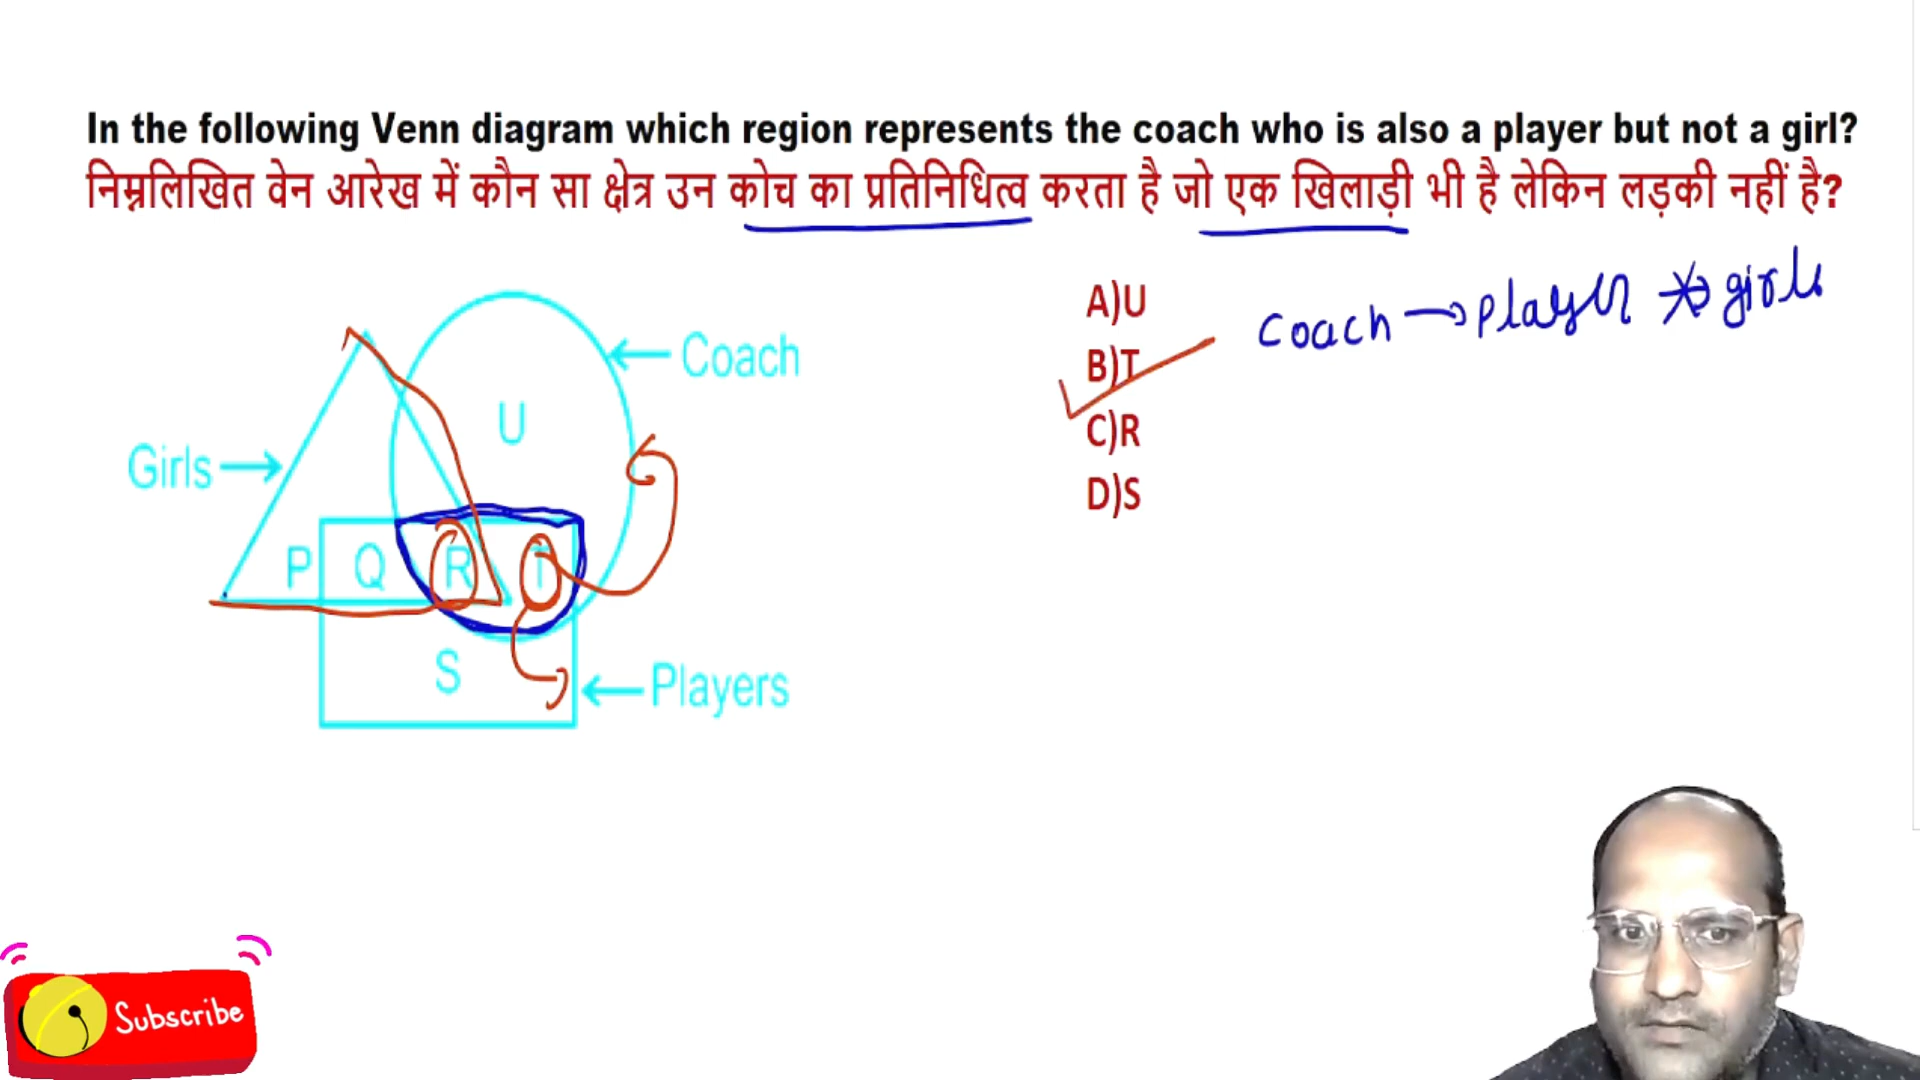 In the following Venn diagram which region represents the coach who is also a player but not a girl?
निम्नलिखित वेन आरेख में कौन सा क्षेत्र उन कोच का प्रतिनिधित्व करता है जो एक खिलाड़ी भी है लेकिन लड़की नहीं है?
A)U
B)T
C)R
D)S
Coach → Player girls
Coach
U
Girls
P Q R T
S
Players
Subscribe